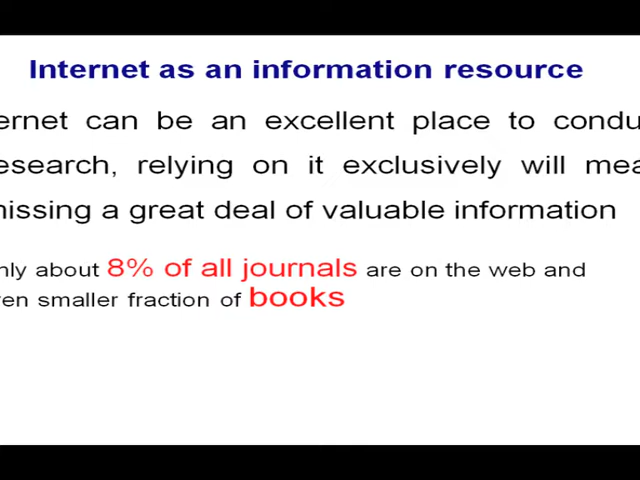 Internet as an information resource
ernet can be an excellent place to condu
esearch, relying on it exclusively will mea
nissing a great deal of valuable information
nly about 8% of all journals are on the web and
en smaller fraction of books